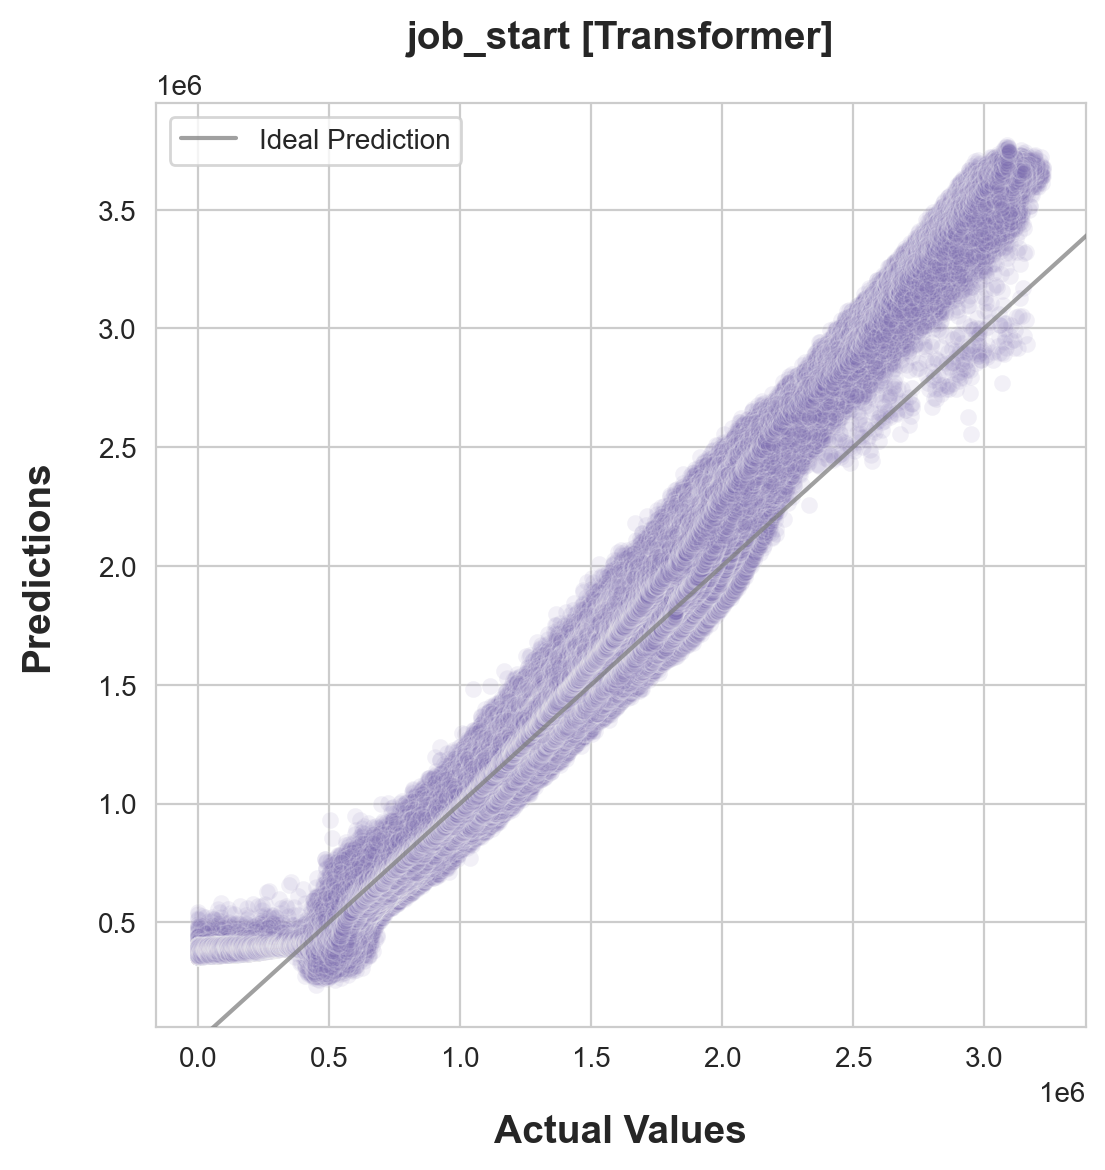 job_start [Transformer]
1e6
Ideal Prediction
3.5
3.0
2.5
2.0
1.5
1.0
0.5
Predictions
0.0 0.5 1.0 1.5 2.0 2.5 3.0
1e6
Actual Values